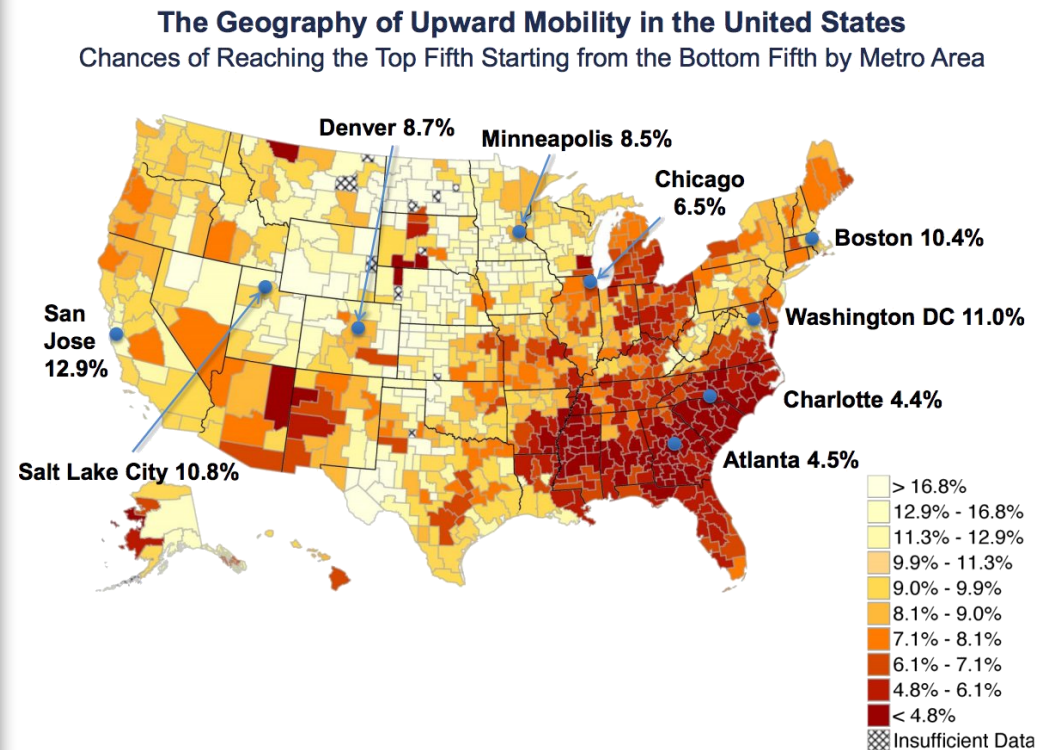 The Geography of Upward Mobility in the United States
Chances of Reaching the Top Fifth Starting from the Bottom Fifth by Metro Area
Denver 8.7%
Minneapolis 8.5%
Chicago
6.5%
Boston 10.4%
San
Jose
12.9%
Washington DC 11.0%
Charlotte 4.4%
Atlanta 4.5%
Salt Lake City 10.8%
> 16.8%
12.9% - 16.8%
11.3% - 12.9%
9.9% - 11.3%
9.0% - 9.9%
8.1% - 9.0%
7.1% - 8.1%
6.1% - 7.1%
4.8% - 6.1%
< 4.8%
Insufficient Data